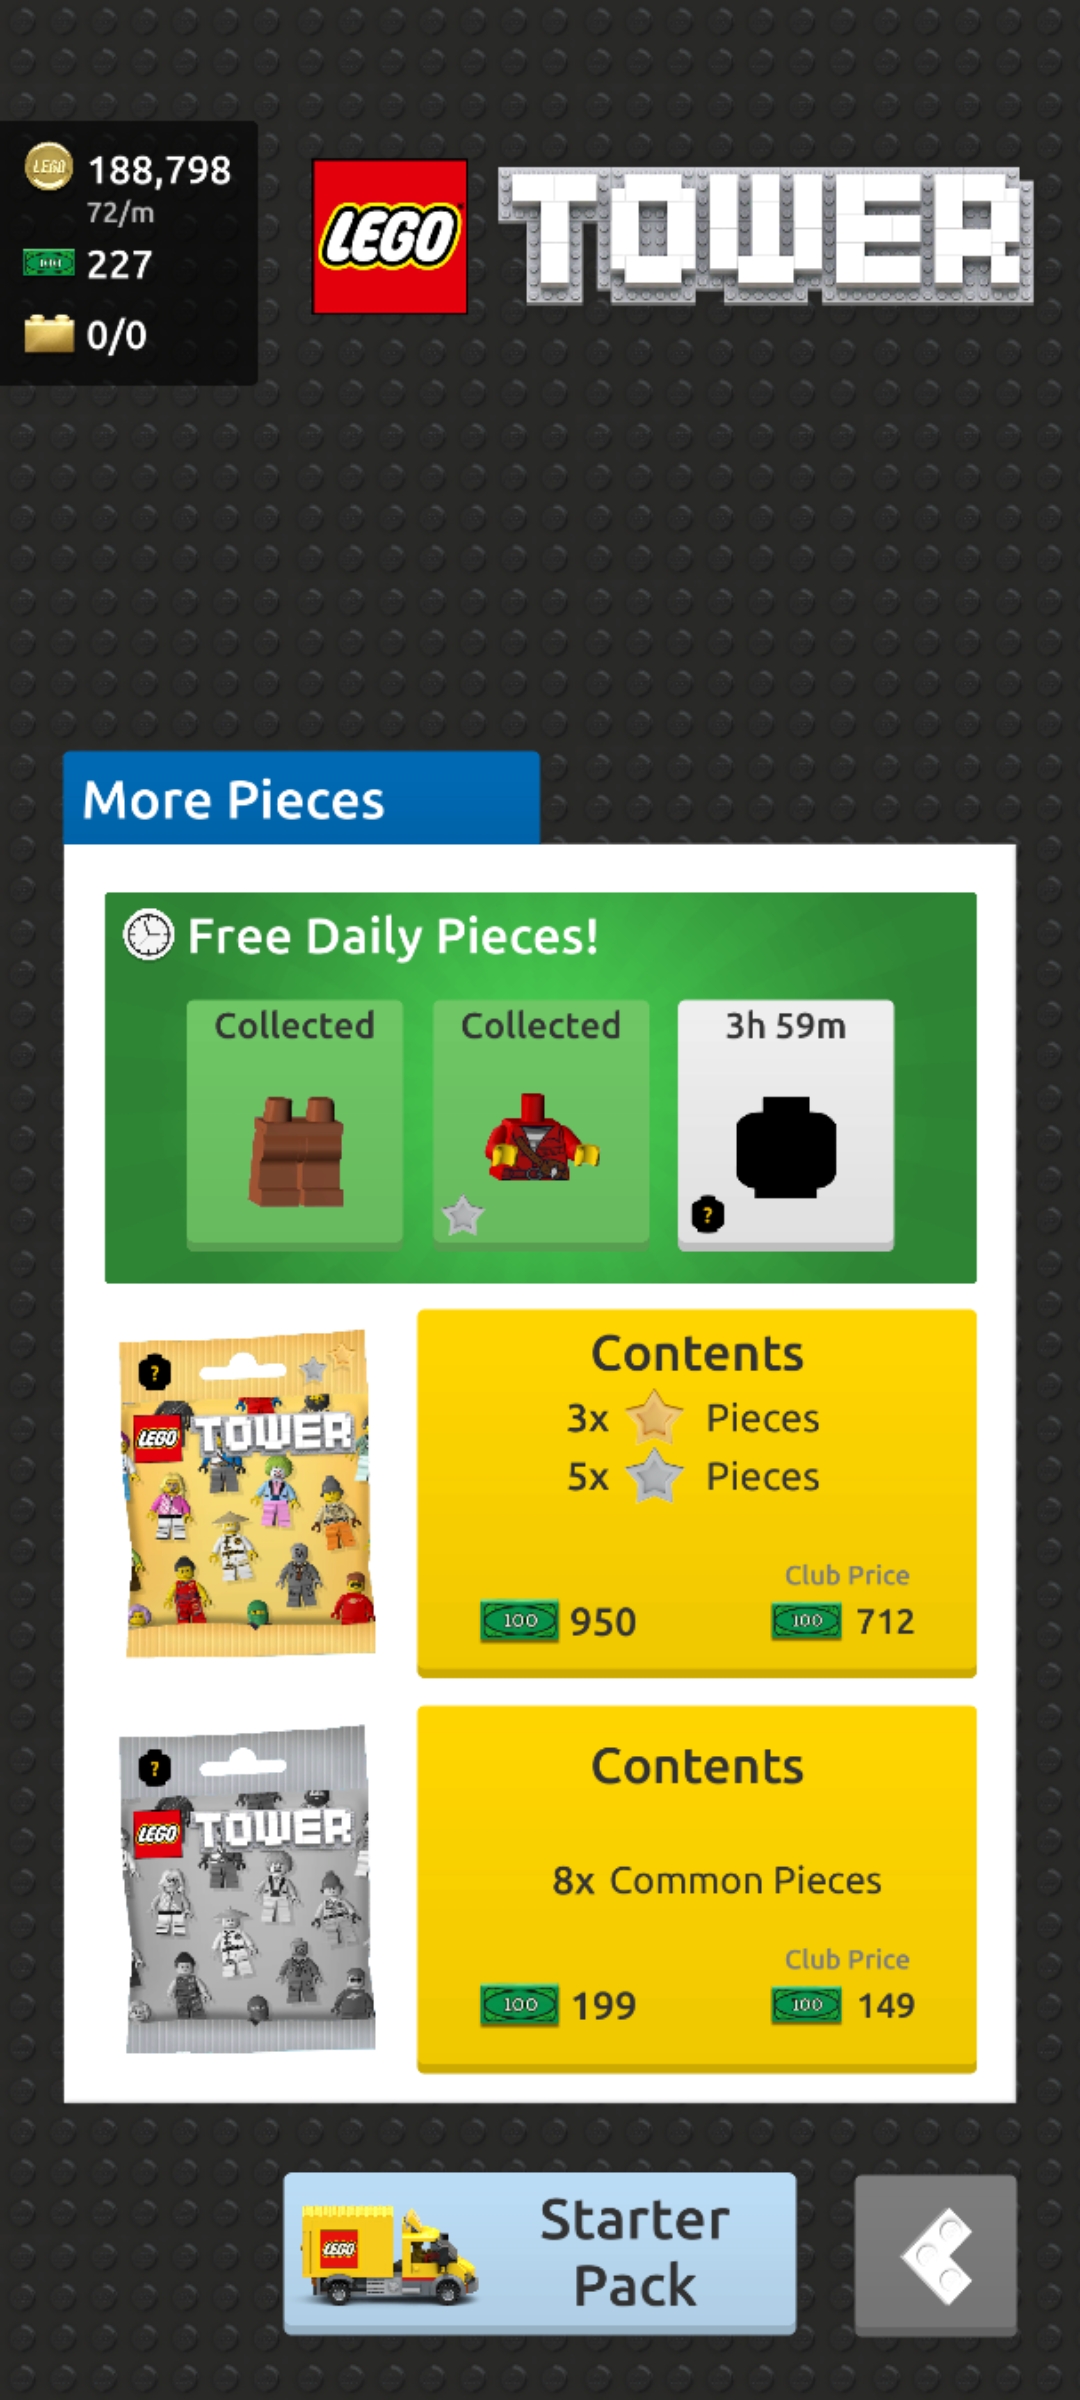 188,798
72/m
227
0/0
LEGO TOWER
More Pieces
Free Daily Pieces!
Collected
Collected
3h 59m
?
?
LEGO TOWER
Contents
3x Pieces
5x Pieces
Club Price
100 950
100 712
?
LEGO TOWER
Contents
8x Common Pieces
Club Price
100 199
100 149
LEGO
Starter
Pack